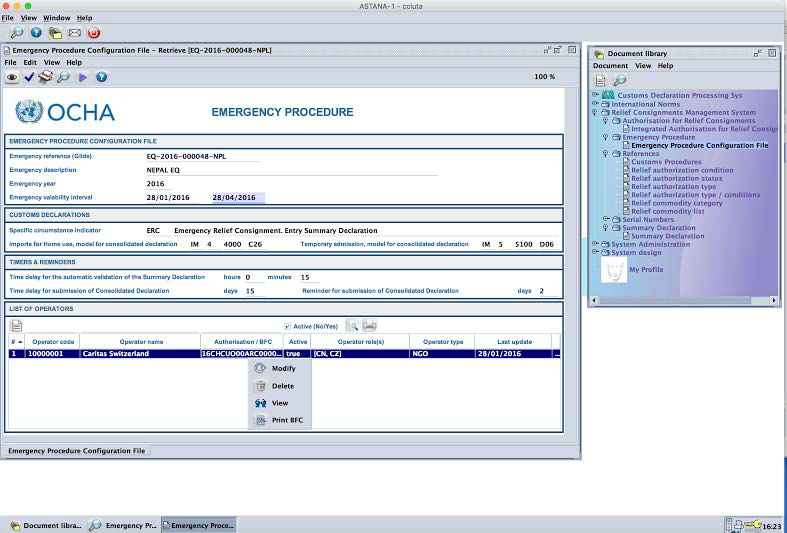 ASTANA-1 - cciuta
File View Window Help
Emergency Procedure Configuration File - Retrieve [EQ-2016-000048-NPL]
File Edit View Help
100 %
OCHA
EMERGENCY PROCEDURE
EMERGENCY PROCEDURE CONFIGURATION FILE
Emergency reference (Glide) EQ-2016-000048-NPL
Emergency description NEPAL EQ
Emergency year 2016
Emergency valability interval 28/01/2016 28/04/2016
CUSTOMS DECLARATIONS
Specific circumstance indicator ERC Emergency Relief Consignment. Entry Summary Declaration
Imports for Home use, model for consolidated declaration IM 4 4000 C26 Temporary admission, model for consolidated declaration IM 5 5100 D06
TIMERS & REMINDERS
Time delay for the automatic validation of the Summary Declaration hours 0 minutes 15
Time delay for submission of Consolidated Declaration days 15 Reminder for submission of Consolidated Declaration days 2
LIST OF OPERATORS
Active (No/Yes)
# Operator code Operator name Authorisation / BFC Active Operator role(s) Operator type Last update
1 10000001 Caritas Switzerland 16CHCUO00ARC0000... true [CN, CZ] NGO 28/01/2016 ...
Modify
Delete
View
Print BFC
Emergency Procedure Configuration File
Document library
Document View Help
Customs Declaration Processing Sys
International Norms
Relief Consignments Management System
Authorisation for Relief Consignments
Integrated Authorisation for Relief Consig
Emergency Procedure
Emergency Procedure Configuration File
References
Customs Procedures
Relief authorization condition
Relief authorization status
Relief authorization type
Relief authorization type / conditions
Relief commodity category
Relief commodity list
Serial Numbers
Summary Declaration
Summary Declaration
System Administration
System design
My Profile
Document libra... Emergency Pr... Emergency Proce...
16:23